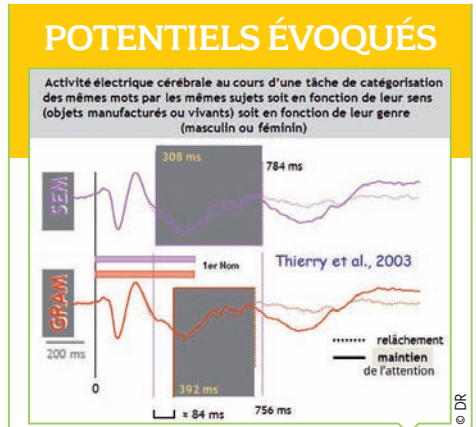 POTENTIELS ÉVOQUÉS
Activité électrique cérébrale au cours d'une tâche de catégorisation
des mêmes mots par les mêmes sujets soit en fonction de leur sens
(objets manufacturés ou vivants) soit en fonction de leur genre
(masculin ou féminin)
308 ms
784 ms
SEM
1er Nom
Thierry et al., 2003
GRAM
relâchement
maintien
de l'attention
200 ms
392 ms
0
≈ 84 ms
756 ms
© DR